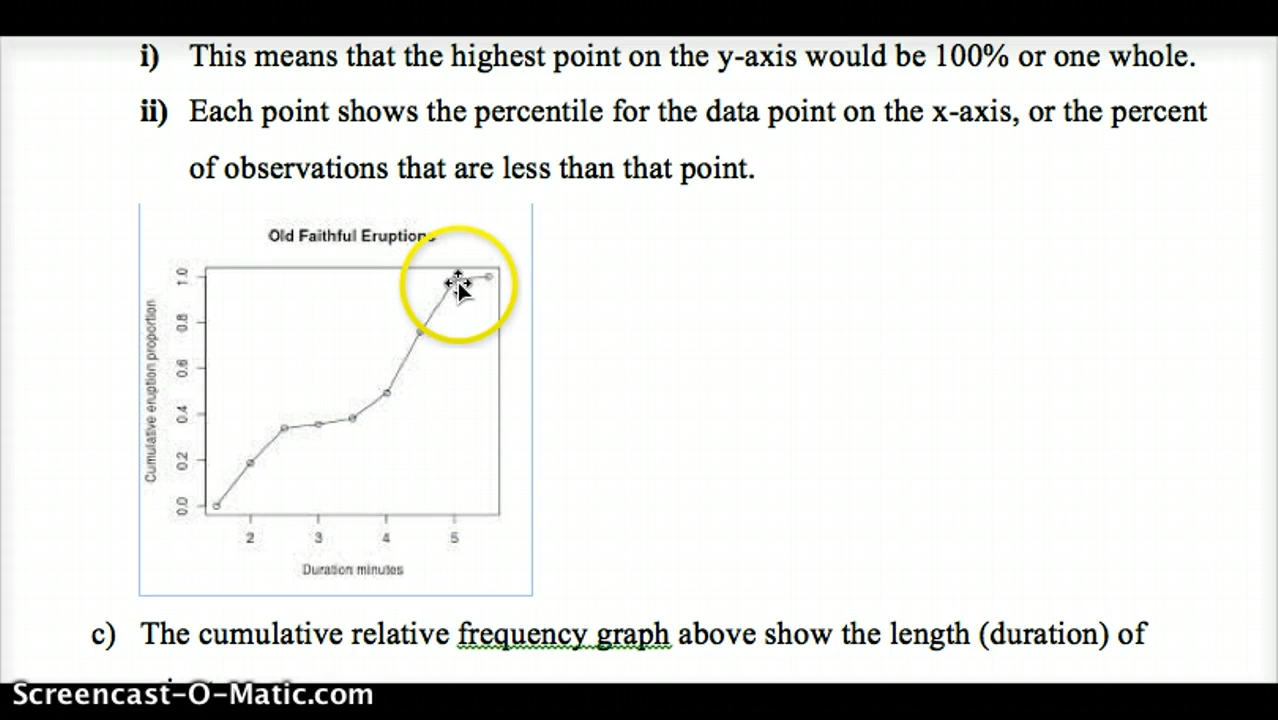 i) This means that the highest point on the y-axis would be 100% or one whole.
ii) Each point shows the percentile for the data point on the x-axis, or the percent
of observations that are less than that point.
Old Faithful Eruptions
Cumulative eruption proportion
1.0
0.8
0.6
0.4
0.2
0.0
2 3 4 5
Duration minutes
c) The cumulative relative frequency graph above show the length (duration) of
Screencast-O-Matic.com